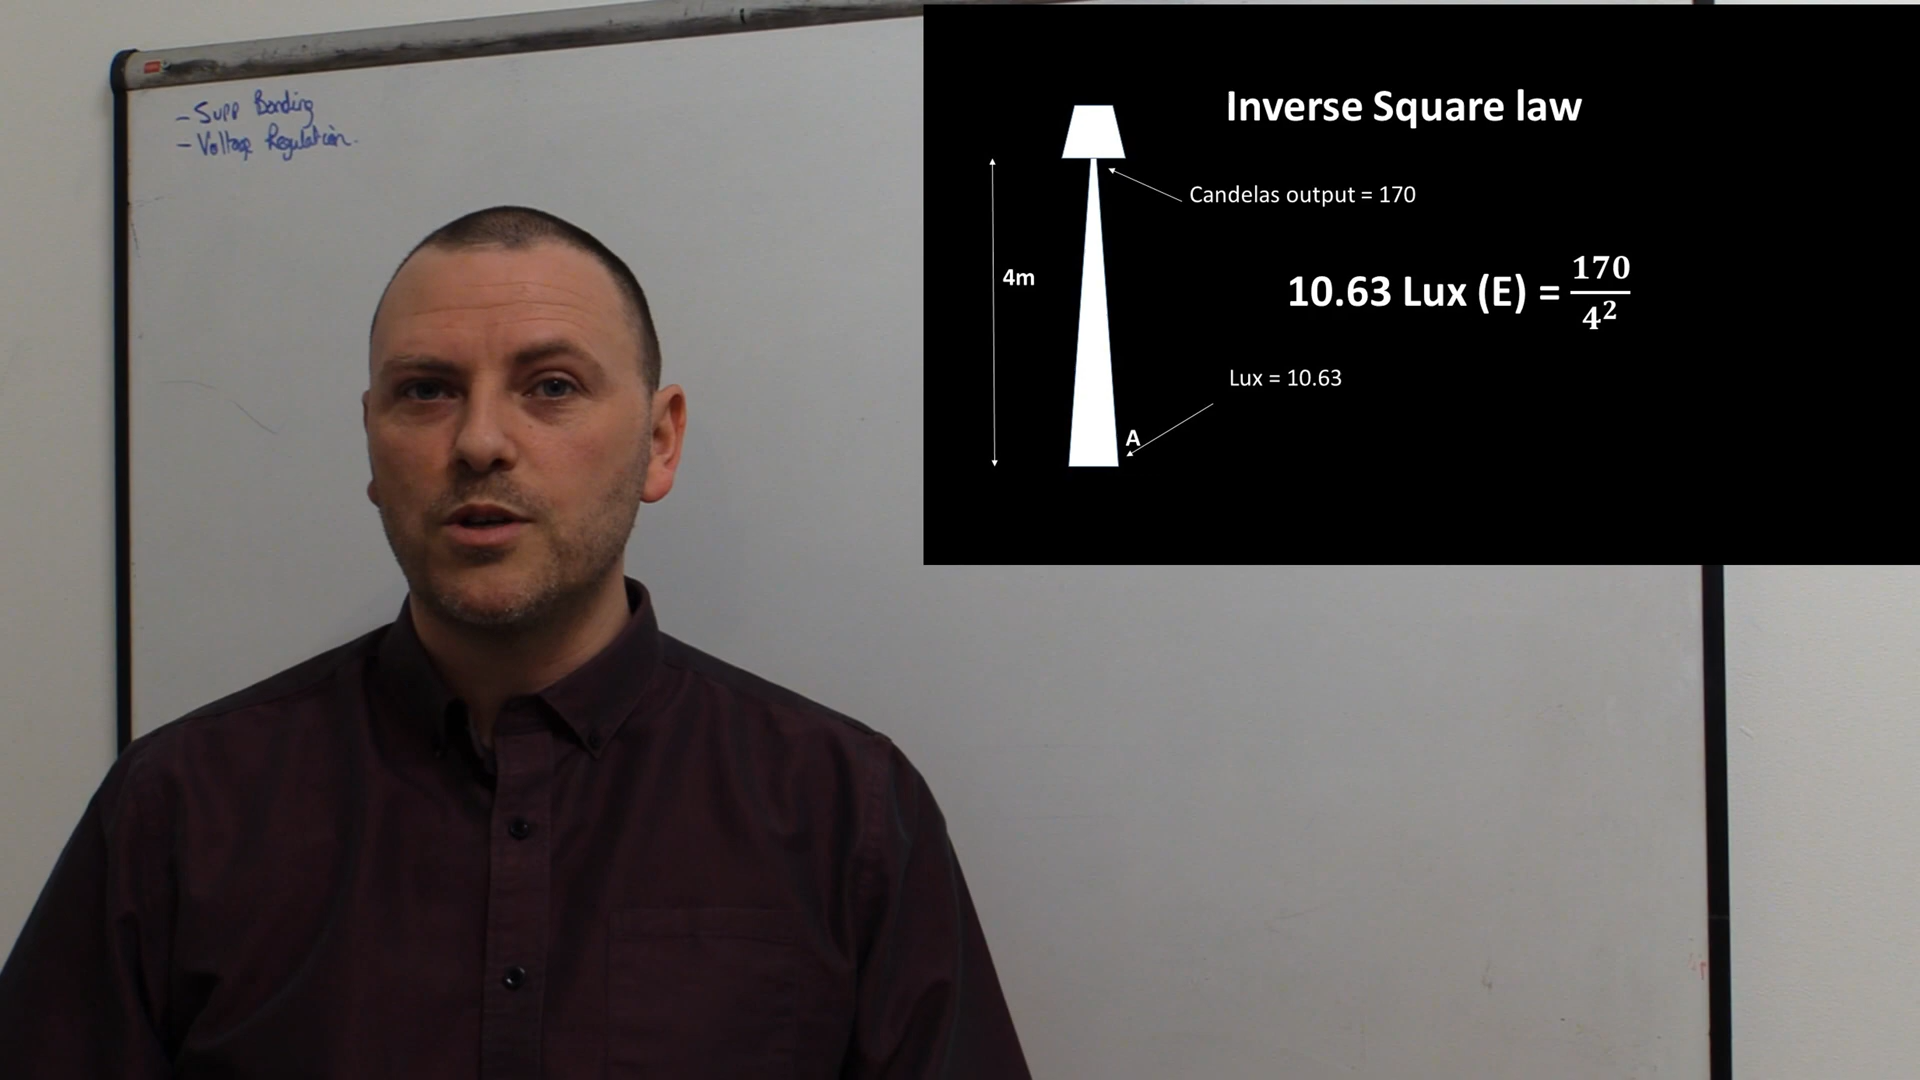 - Supp Bonding
- Voltage Regulation.
Inverse Square law
Candelas output = 170
4m
10.63 Lux (E) = 170/4²
Lux = 10.63
A